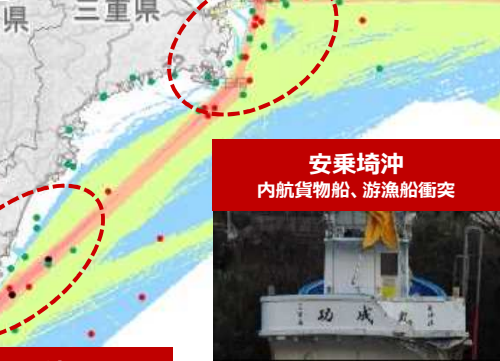 県
三重県
安乗埼沖
内航貨物船、游漁船衝突
功 成 丸